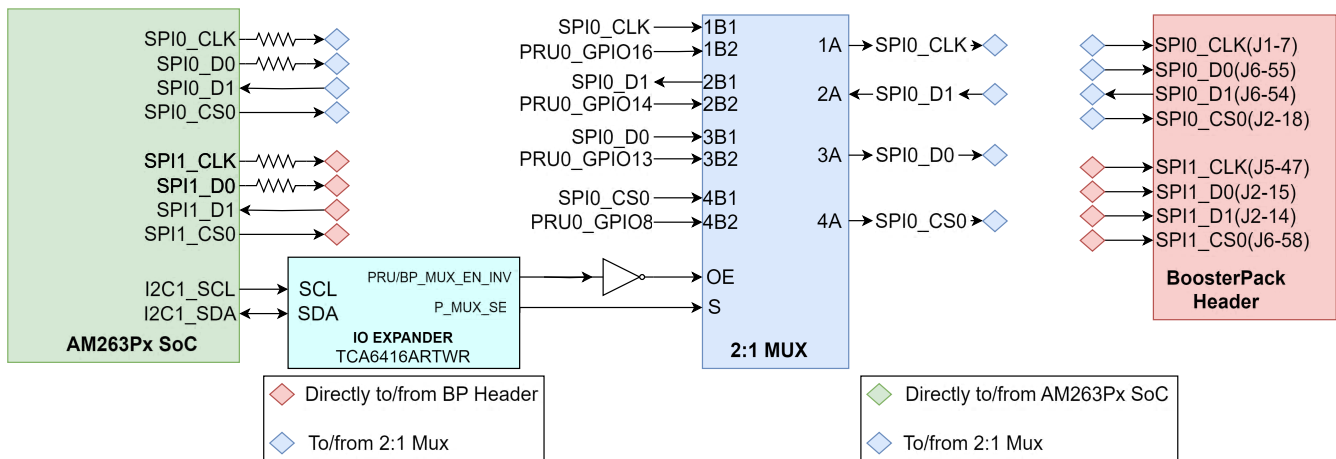 SPI0_CLK
SPI0_D0
SPI0_D1
SPI0_CS0
SPI1_CLK
SPI1_D0
SPI1_D1
SPI1_CS0
I2C1_SCL
I2C1_SDA
AM263Px SoC
SCL
SDA
PRU/BP_MUX_EN_INV
P_MUX_SE
IO EXPANDER
TCA6416ARTWR
SPI0_CLK
PRU0_GPIO16
SPI0_D1
PRU0_GPIO14
SPI0_D0
PRU0_GPIO13
SPI0_CS0
PRU0_GPIO8
1B1
1B2
2B1
2B2
3B1
3B2
4B1
4B2
OE
S
1A
2A
3A
4A
2:1 MUX
SPI0_CLK
SPI0_D1
SPI0_D0
SPI0_CS0
SPI0_CLK(J1-7)
SPI0_D0(J6-55)
SPI0_D1(J6-54)
SPI0_CS0(J2-18)
SPI1_CLK(J5-47)
SPI1_D0(J2-15)
SPI1_D1(J2-14)
SPI1_CS0(J6-58)
BoosterPack
Header
Directly to/from BP Header
To/from 2:1 Mux
Directly to/from AM263Px SoC
To/from 2:1 Mux